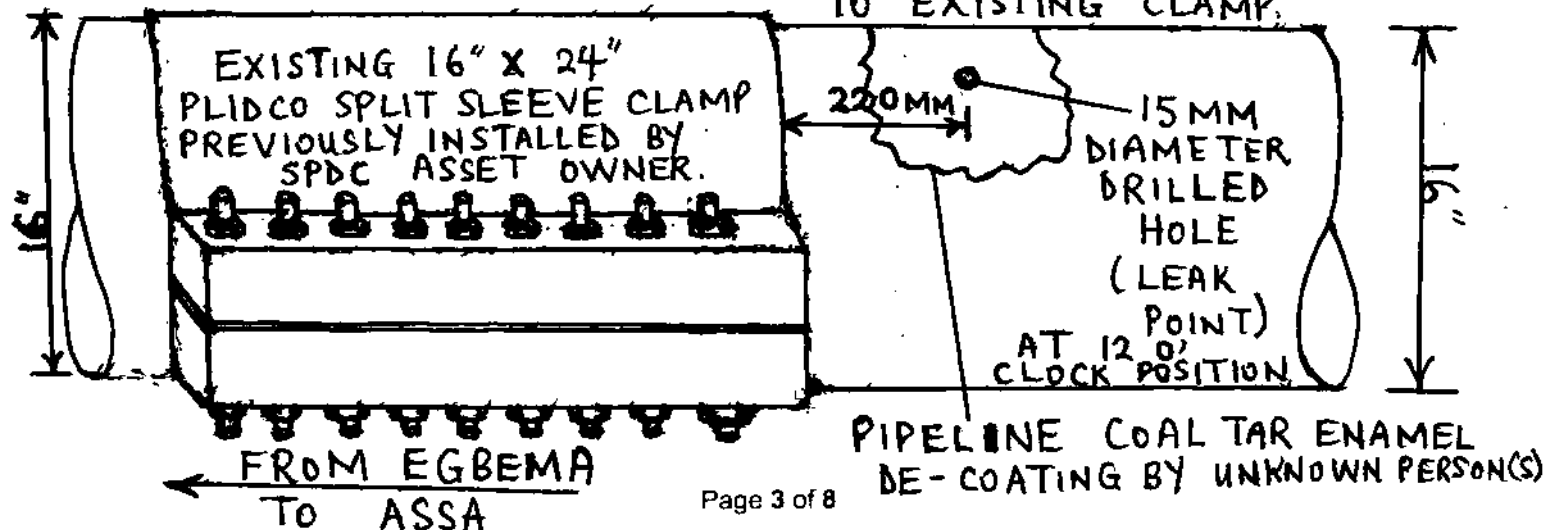 TO EXISTING CLAMP.
EXISTING 16" X 24"
PLIDCO SPLIT SLEEVE CLAMP
PREVIOUSLY INSTALLED BY
SPDC ASSET OWNER.
220MM
15MM
DIAMETER
DRILLED
HOLE
(LEAK
POINT)
AT 12 O'
CLOCK POSITION
16"
16"
PIPELINE COAL TAR ENAMEL
DE-COATING BY UNKNOWN PERSON(S)
FROM EGBEMA
TO ASSA
Page 3 of 8